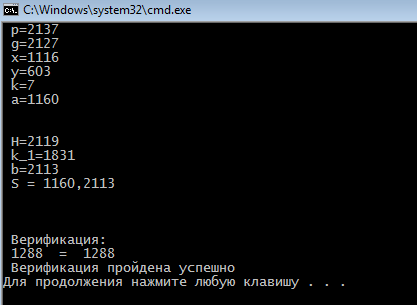 C:\Windows\system32\cmd.exe
p=2137
g=2127
x=1116
y=603
k=7
a=1160
H=2119
k_1=1831
b=2113
S = 1160,2113
Верификация:
1288  =  1288
Верификация пройдена успешно
Для продолжения нажмите любую клавишу . . .